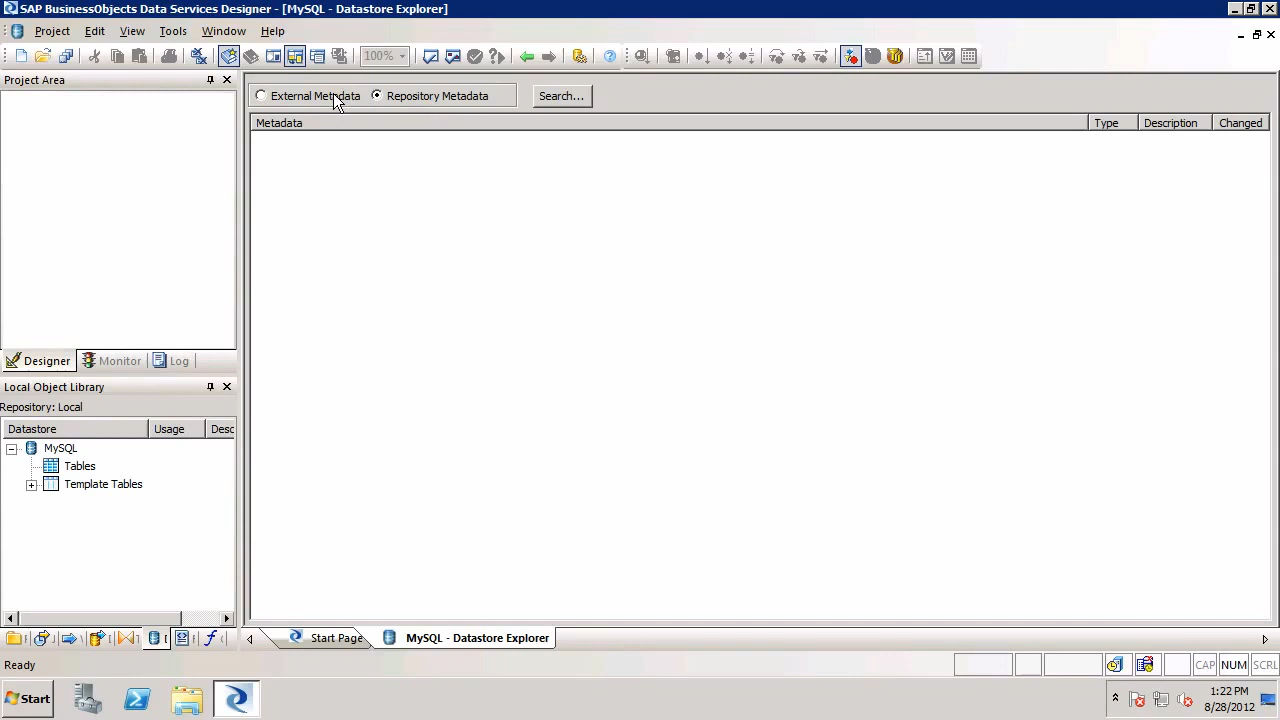 SAP BusinessObjects Data Services Designer - [MySQL - Datastore Explorer]
Project Edit View Tools Window Help
100%
Project Area
External Metadata Repository Metadata Search...
Metadata Type Description Changed
Designer Monitor Log
Local Object Library
Repository: Local
Datastore Usage Desc
MySQL
Tables
Template Tables
Start Page MySQL - Datastore Explorer
Ready CAP NUM SCRL
Start 1:22 PM
8/28/2012